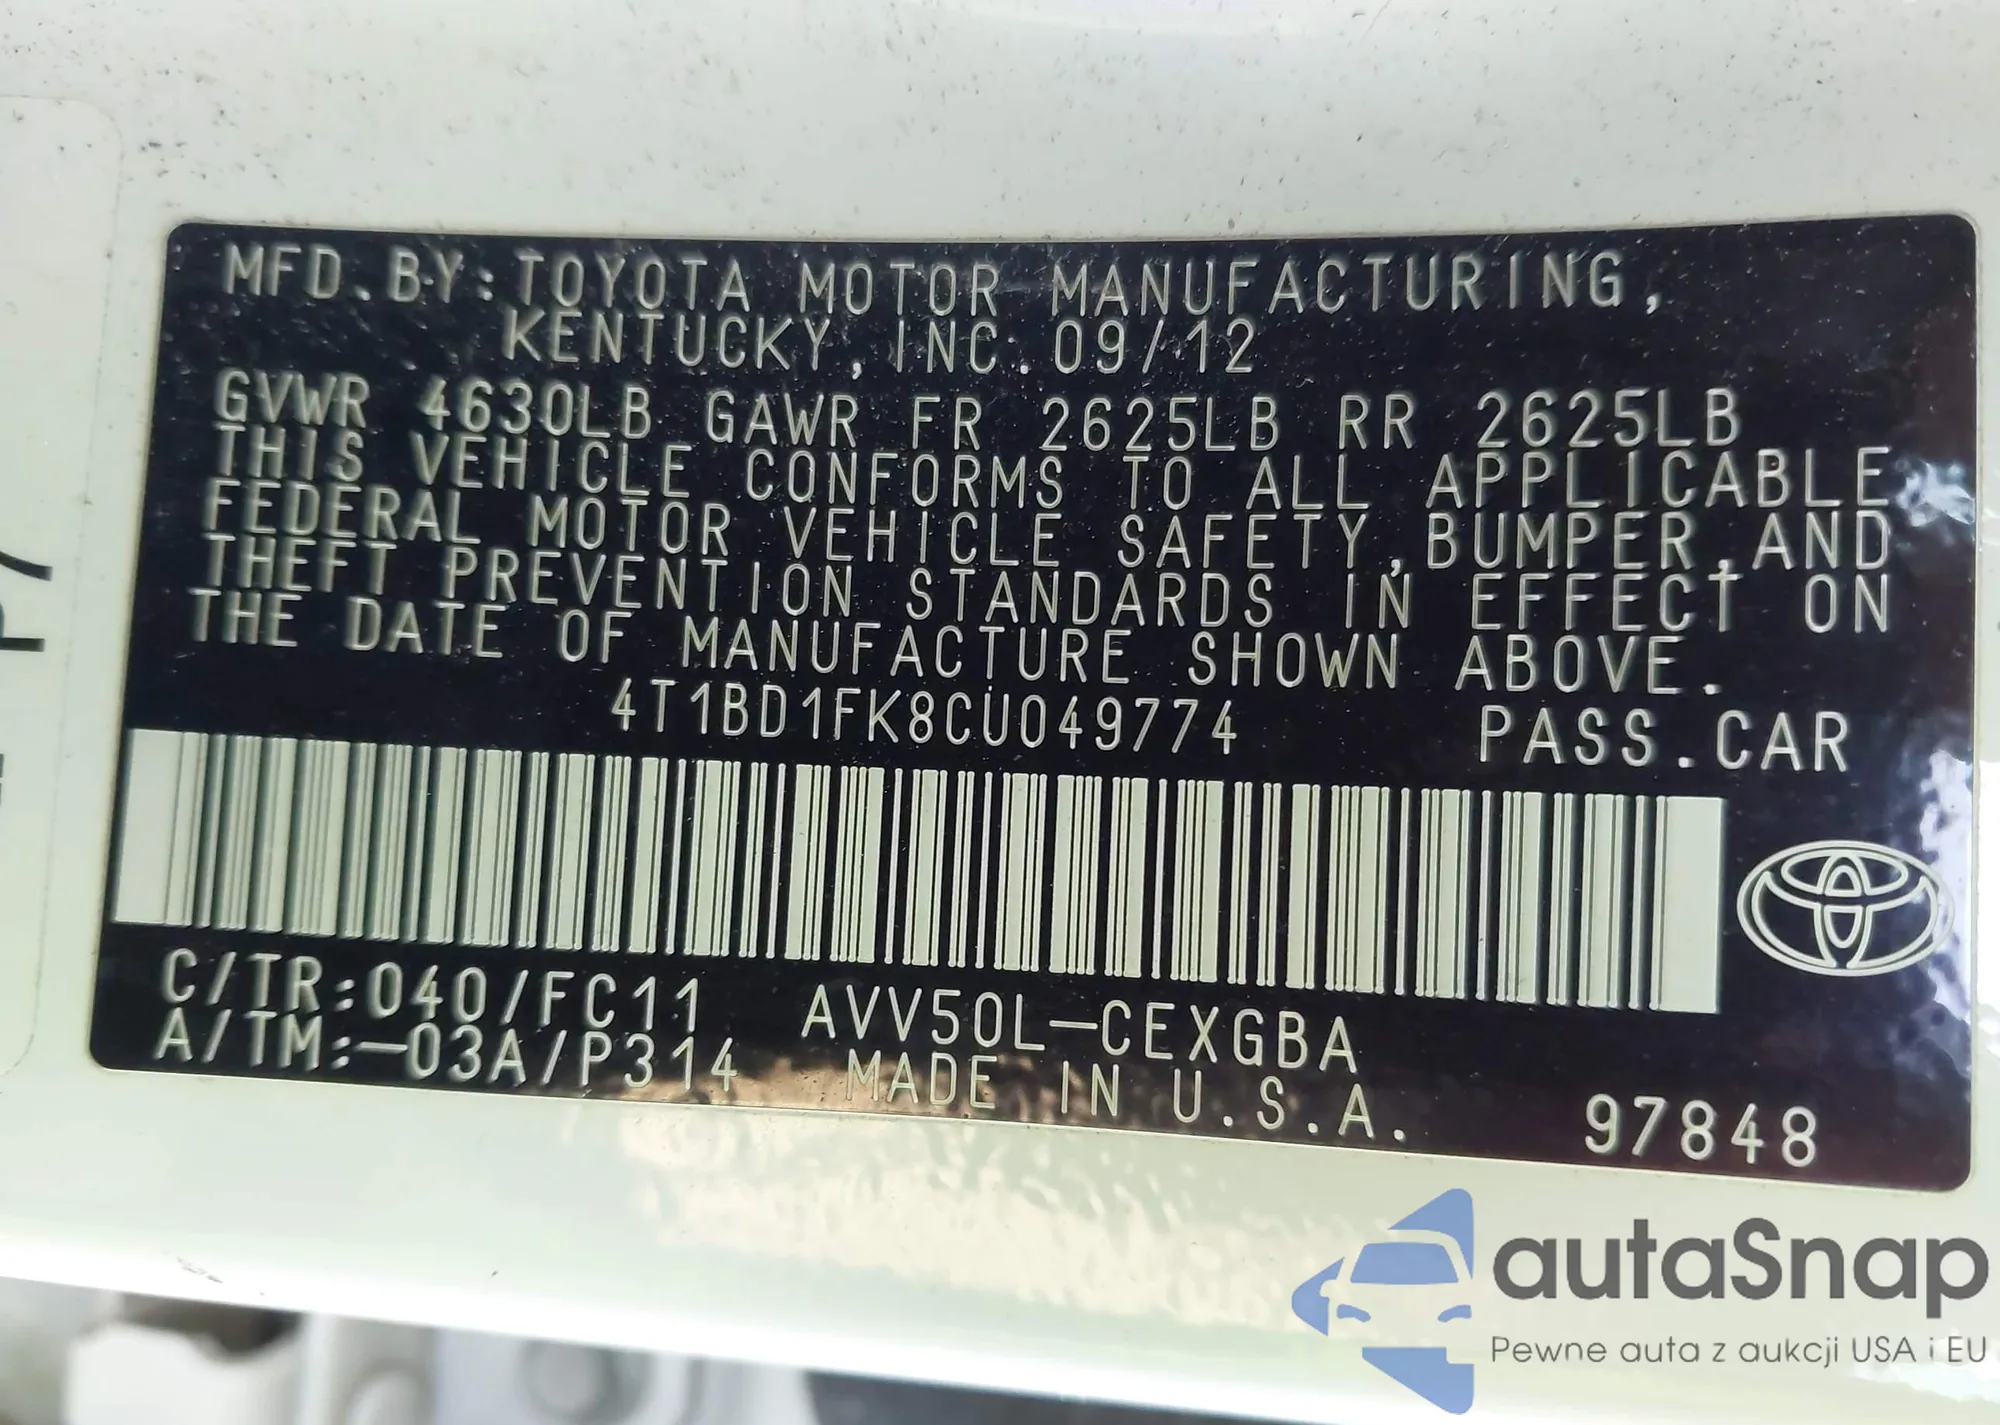 MFD.BY:TOYOTA MOTOR MANUFACTURING,
KENTUCKY,INC.09/12
GVWR 4630LB GAWR FR 2625LB RR 2625LB
THIS VEHICLE CONFORMS TO ALL APPLICABLE
FEDERAL MOTOR VEHICLE SAFETY,BUMPER,AND
THEFT PREVENTION STANDARDS IN EFFECT ON
THE DATE OF MANUFACTURE SHOWN ABOVE.
4T1BD1FK8CU049774 PASS.CAR
C/TR:040/FC11 AVV50L-CEXGBA
A/TM:-03A/P314 MADE IN U.S.A.
97848
autaSnap
Pewne auta z aukcji USA i EU